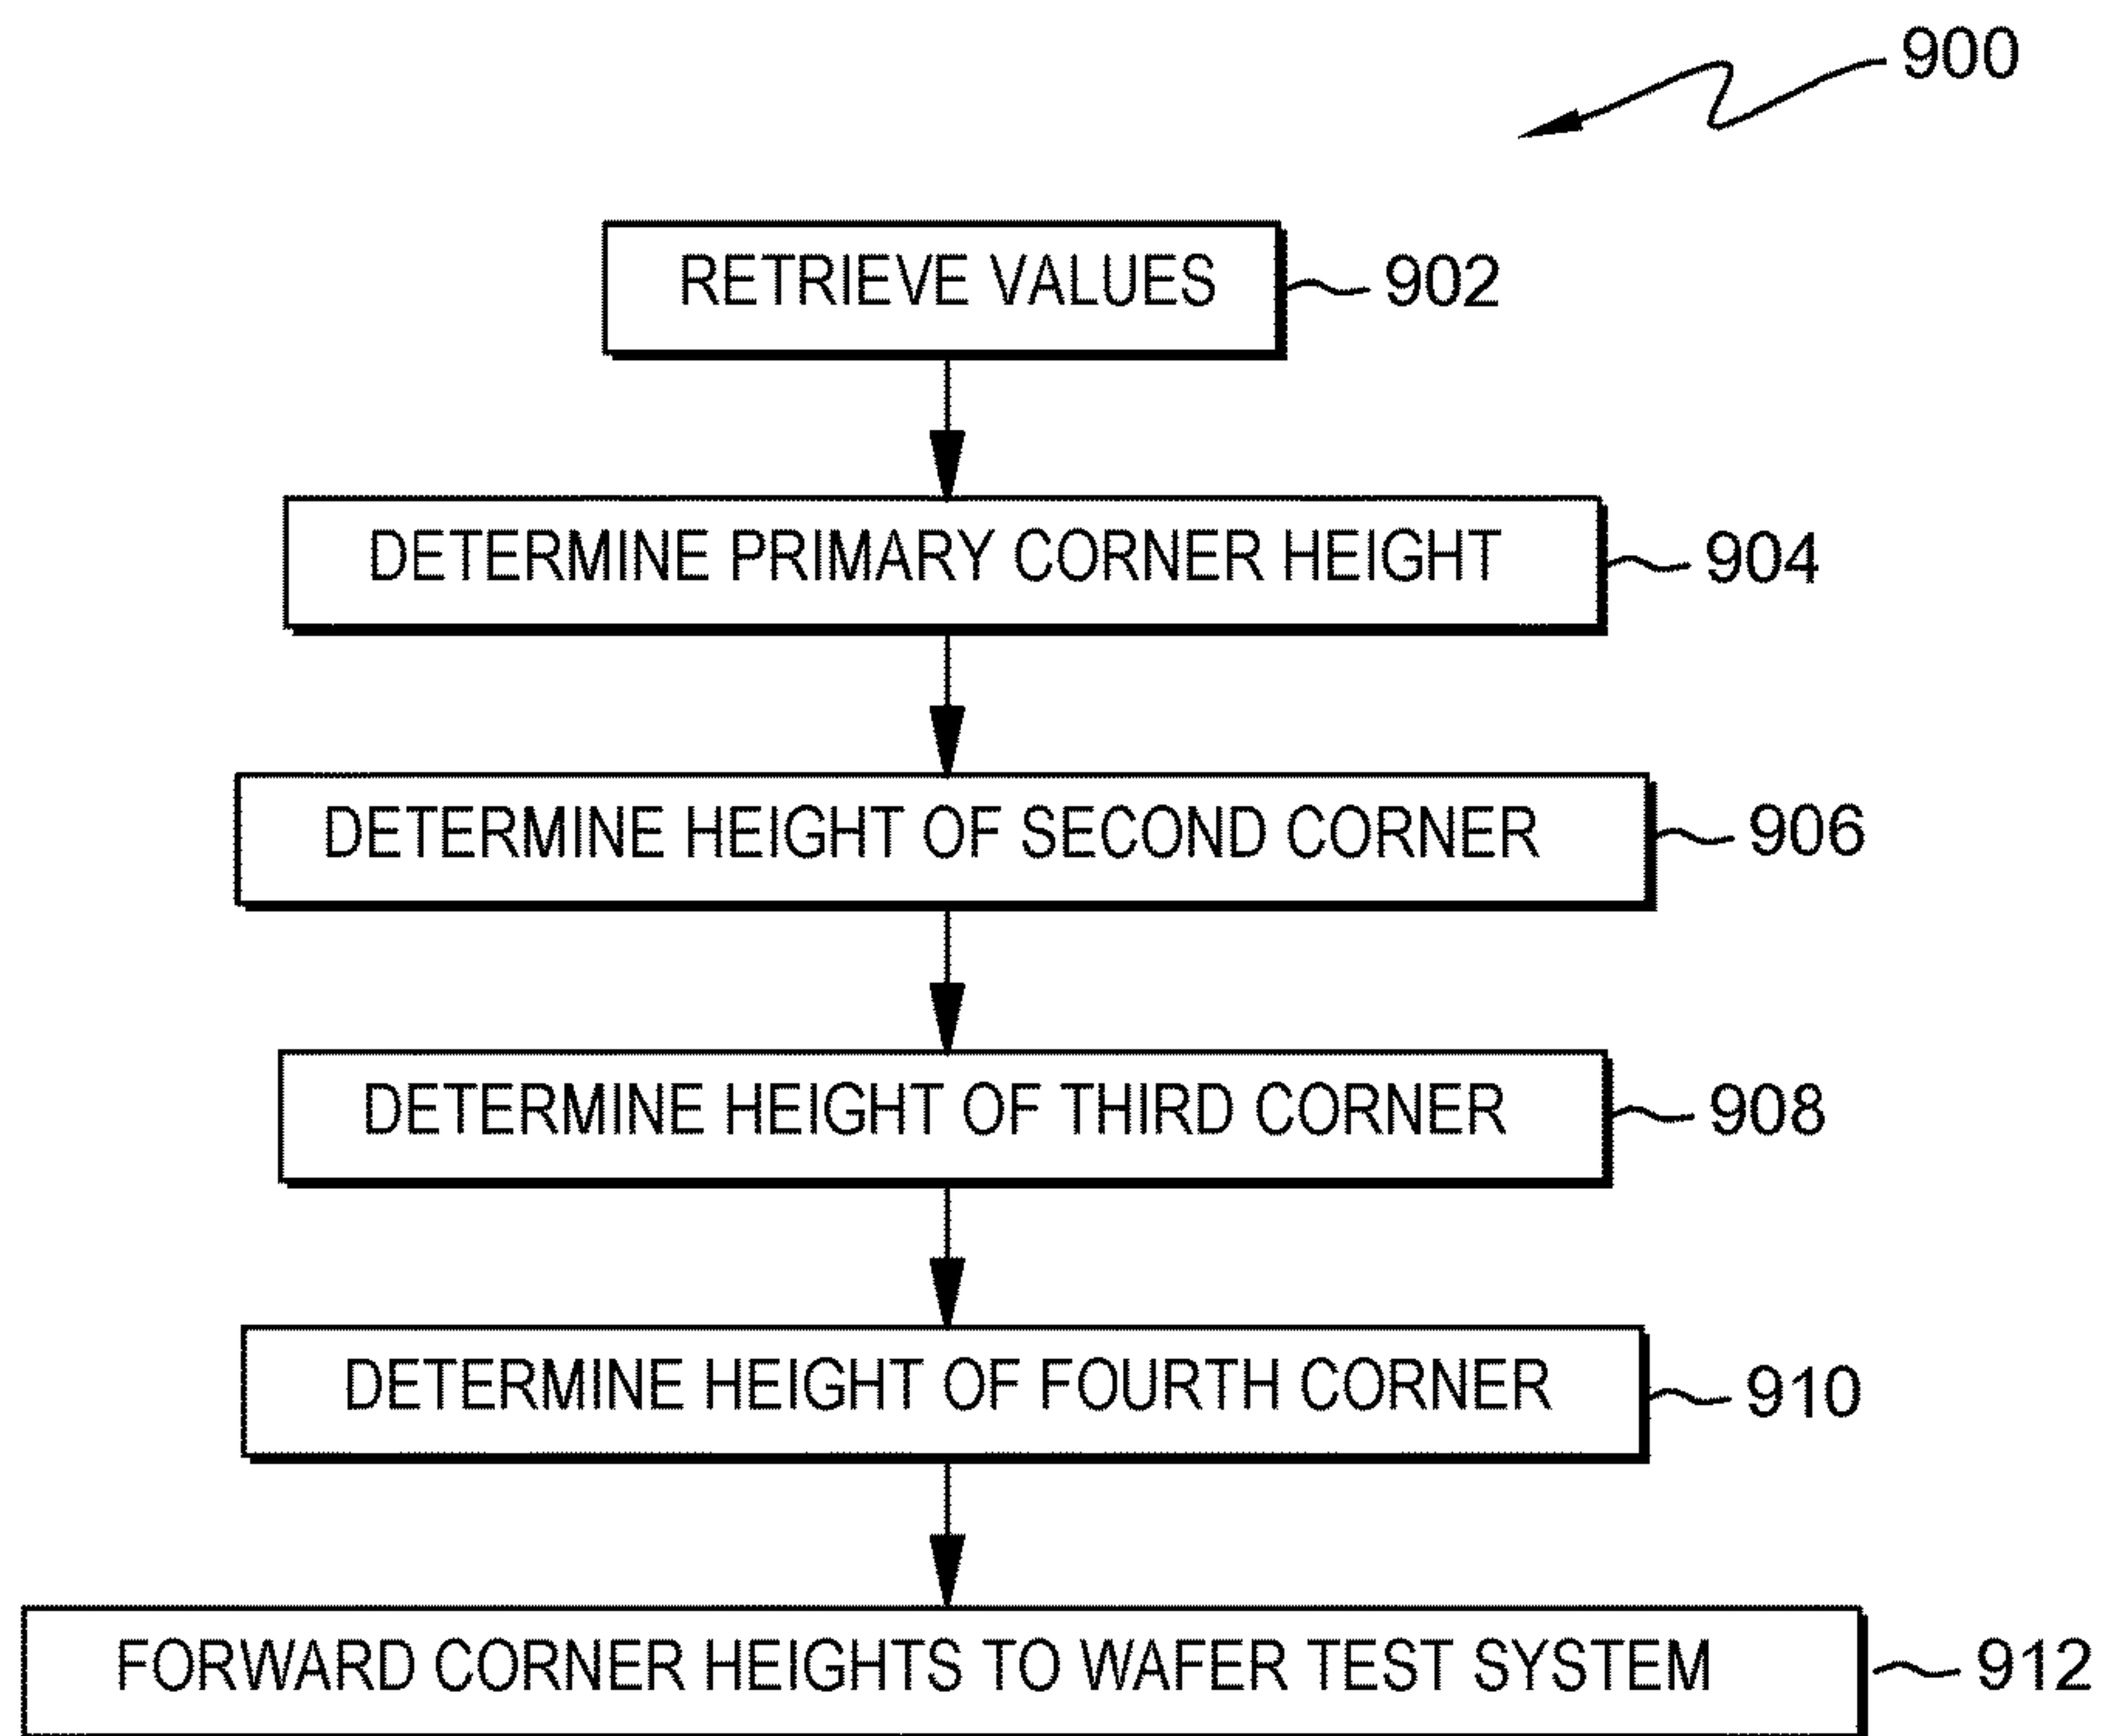 900
RETRIEVE VALUES 902
DETERMINE PRIMARY CORNER HEIGHT 904
DETERMINE HEIGHT OF SECOND CORNER 906
DETERMINE HEIGHT OF THIRD CORNER 908
DETERMINE HEIGHT OF FOURTH CORNER 910
FORWARD CORNER HEIGHTS TO WAFER TEST SYSTEM 912